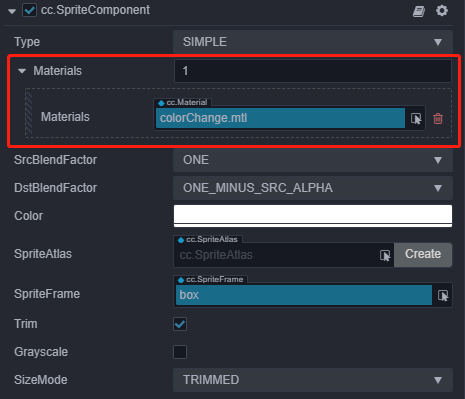 cc.SpriteComponent
Type SIMPLE
Materials 1
cc.Material
Materials colorChange.mtl
SrcBlendFactor ONE
DstBlendFactor ONE_MINUS_SRC_ALPHA
Color
cc.SpriteAtlas
SpriteAtlas cc.SpriteAtlas Create
cc.SpriteFrame
SpriteFrame box
Trim
Grayscale
SizeMode TRIMMED